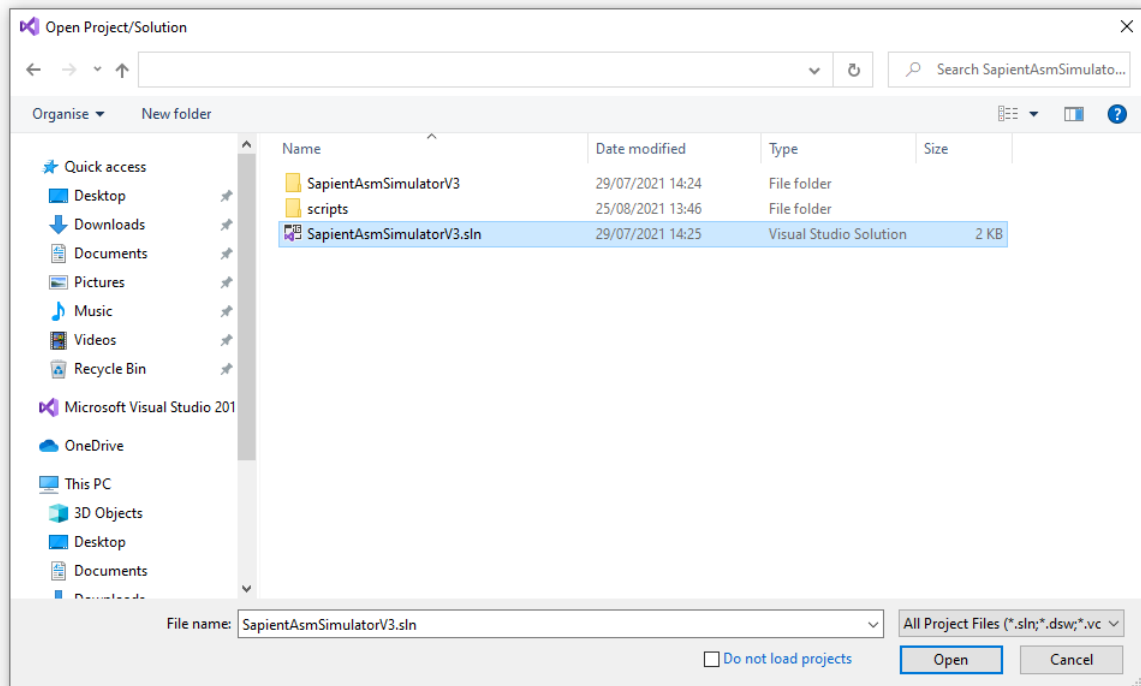 Open Project/Solution
Search SapientAsmSimulato...
Organise New folder
Name Date modified Type Size
Quick access
Desktop
Downloads
Documents
Pictures
Music
Videos
Recycle Bin
Microsoft Visual Studio 201
OneDrive
This PC
3D Objects
Desktop
Documents
Downloads
SapientAsmSimulatorV3 29/07/2021 14:24 File folder
scripts 25/08/2021 13:46 File folder
SapientAsmSimulatorV3.sln 29/07/2021 14:25 Visual Studio Solution 2 KB
File name: SapientAsmSimulatorV3.sln All Project Files (*.sln;*.dsw;*.vc
Do not load projects Open Cancel